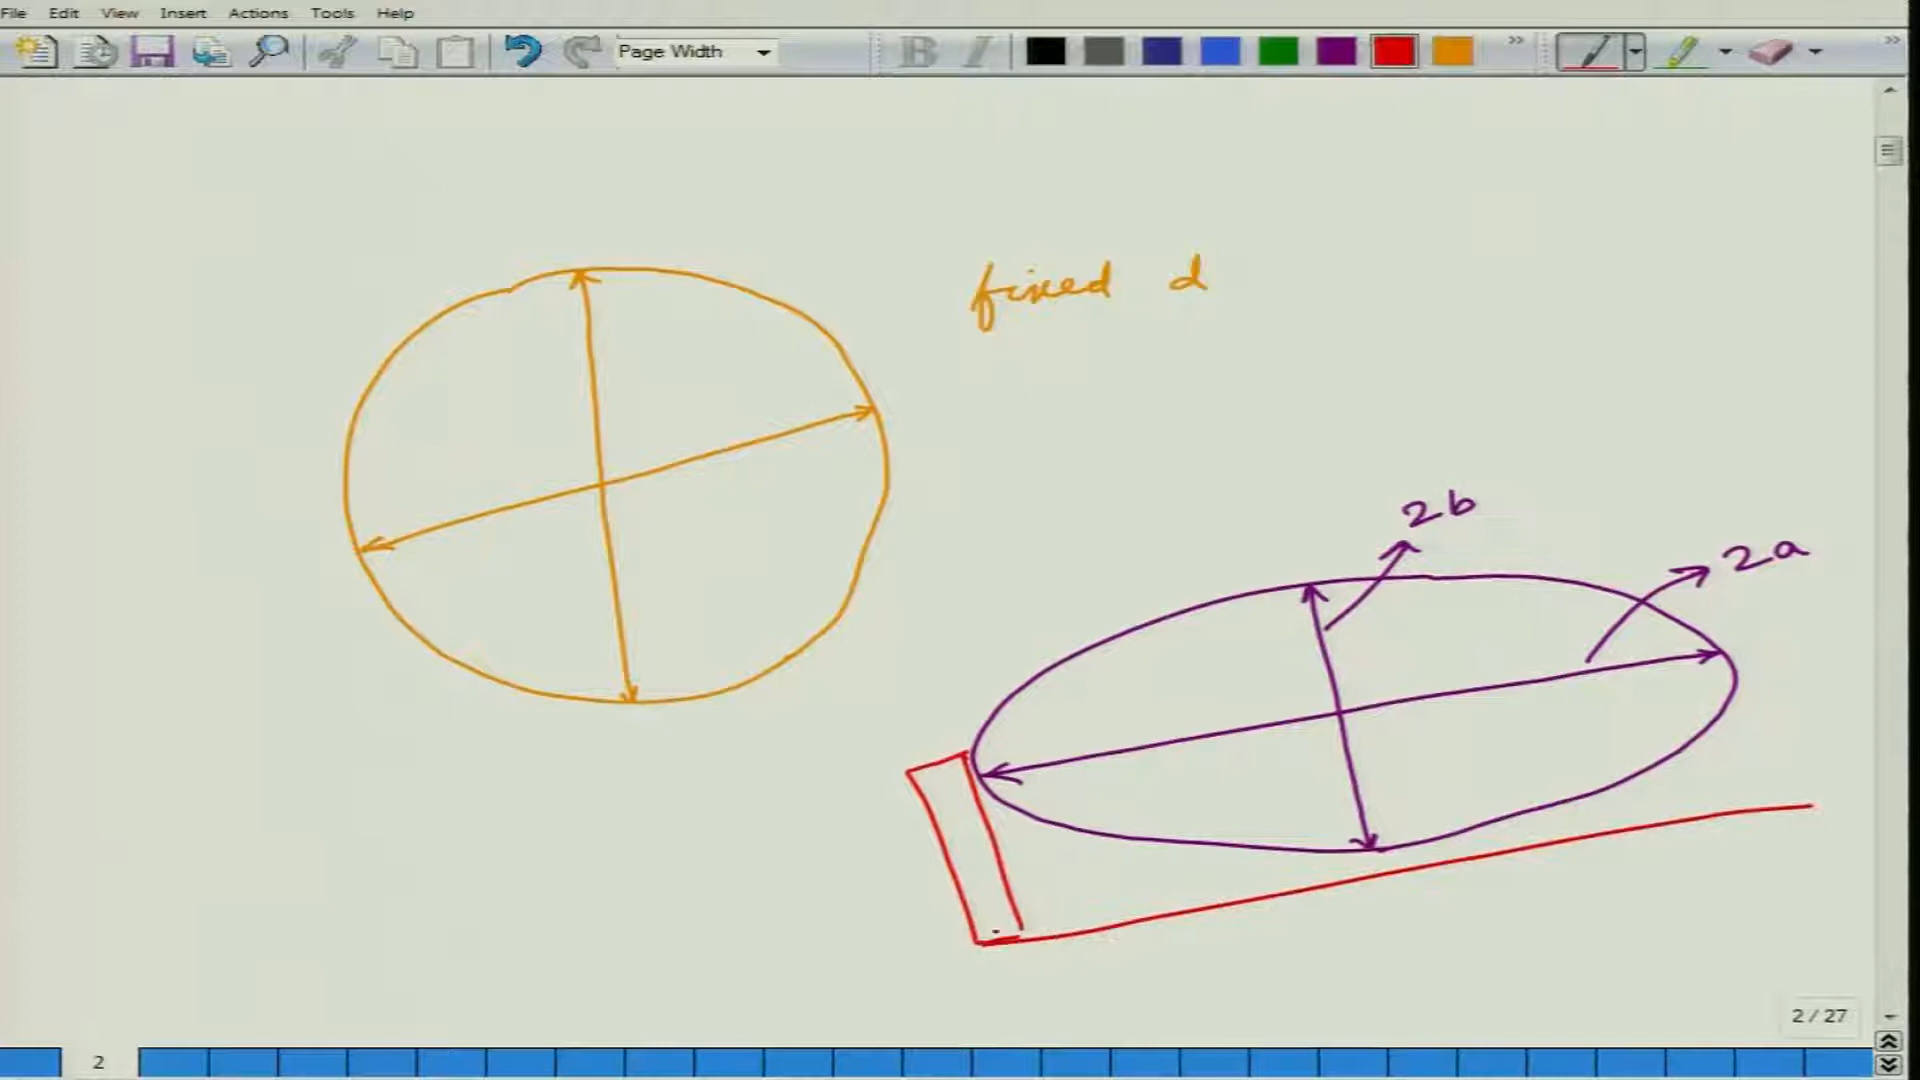 File Edit View Insert Actions Tools Help
Page Width
B I
fixed d
2b
2a
2 / 27
2